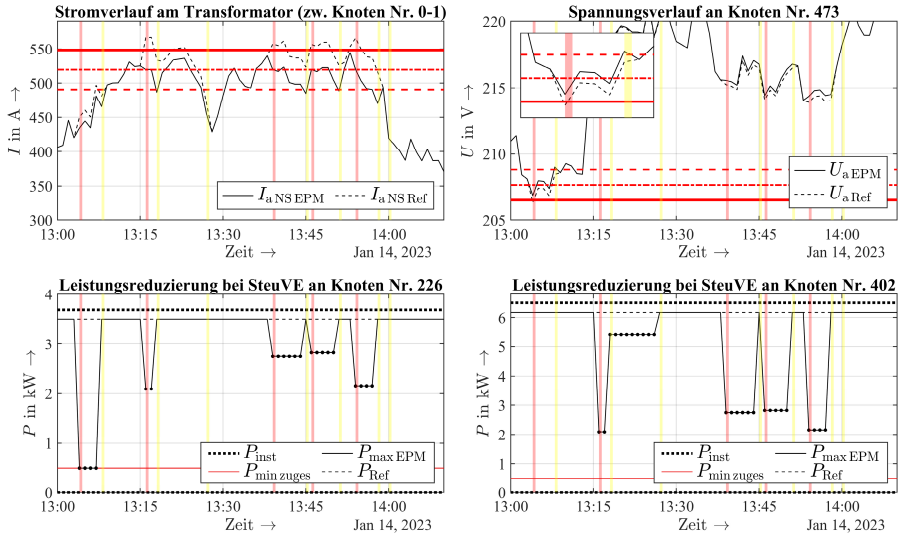 Stromverlauf am Transformator (zw. Knoten Nr. 0-1)
I in A →
550
500
450
400
350
300
I a NS EPM
I a NS Ref
13:00
13:15
13:30
13:45
14:00
Zeit →
Jan 14, 2023
Spannungsverlauf an Knoten Nr. 473
U in V →
220
215
210
205
U a EPM
U a Ref
13:00
13:15
13:30
13:45
14:00
Zeit →
Jan 14, 2023
Leistungsreduzierung bei SteuVE an Knoten Nr. 226
P in kW →
4
3
2
1
0
P inst
P max EPM
P min zuges
P Ref
13:00
13:15
13:30
13:45
14:00
Zeit →
Jan 14, 2023
Leistungsreduzierung bei SteuVE an Knoten Nr. 402
P in kW →
6
5
4
3
2
1
0
P inst
P max EPM
P min zuges
P Ref
13:00
13:15
13:30
13:45
14:00
Zeit →
Jan 14, 2023